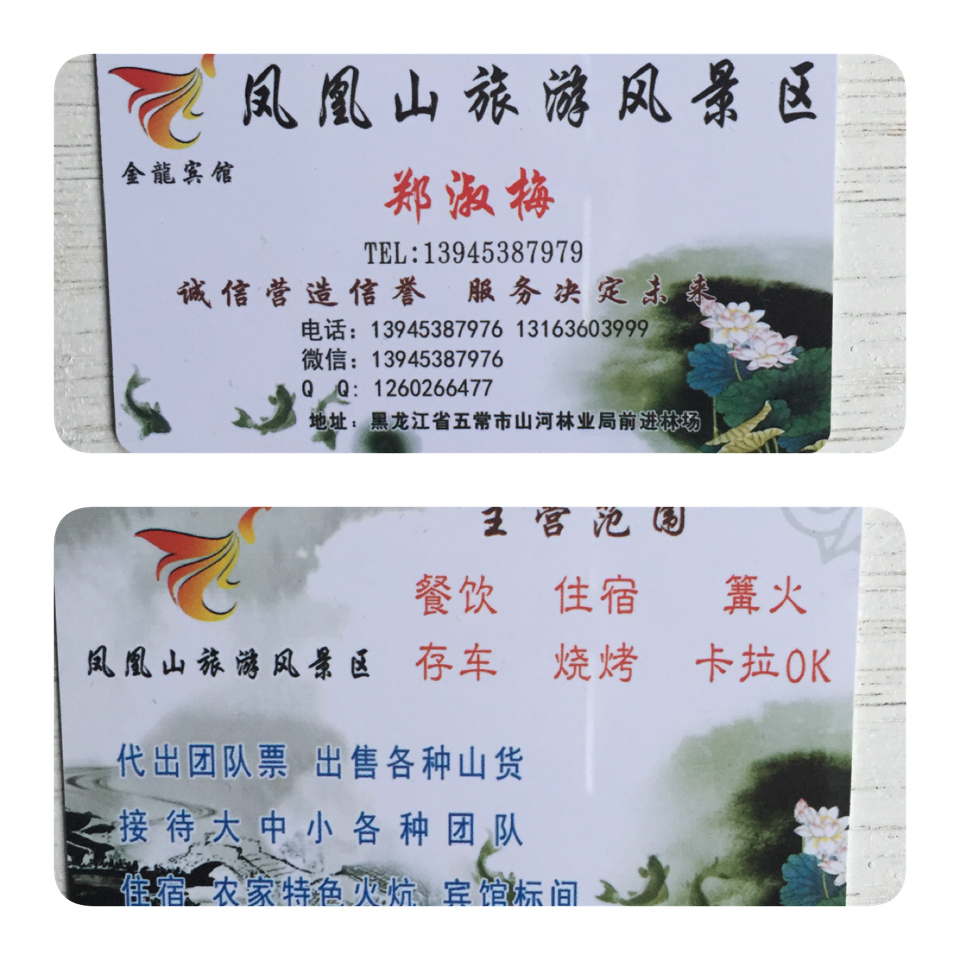 凤凰山旅游风景区
金龍宾馆
郑淑梅
TEL:13945387979
诚信营造信誉 服务决定未来
电话：13945387976 13163603999
微信：13945387976
Q Q：1260266477
地址：黑龙江省五常市山河林业局前进林场
主营范围
餐饮 住宿 篝火
凤凰山旅游风景区
存车 烧烤 卡拉OK
代出团队票 出售各种山货
接待大中小各种团队
住宿 农家特色火炕 宾馆标间